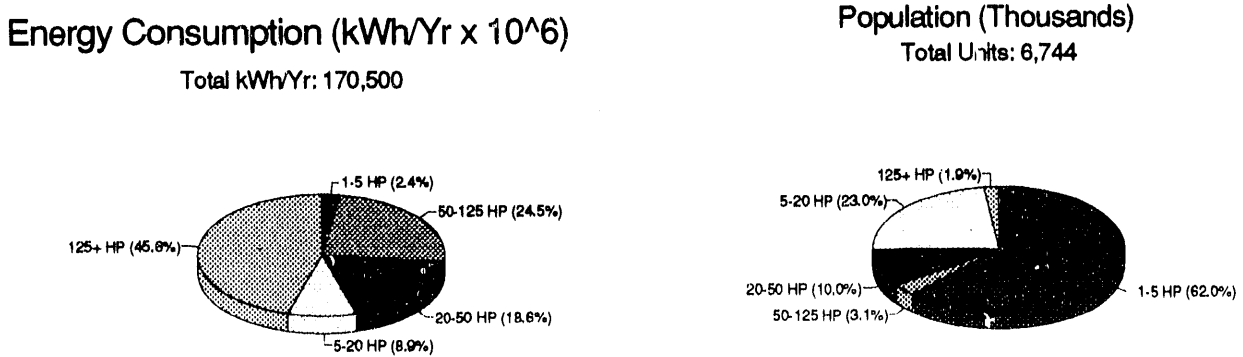 Energy Consumption (kWh/Yr x 10^6)
Total kWh/Yr: 170,500
1-5 HP (2.4%)
50-125 HP (24.5%)
125+ HP (45.6%)
20-50 HP (18.6%)
5-20 HP (8.9%)
Population (Thousands)
Total Units: 6,744
125+ HP (1.9%)
5-20 HP (23.0%)
20-50 HP (10.0%)
50-125 HP (3.1%)
1-5 HP (62.0%)